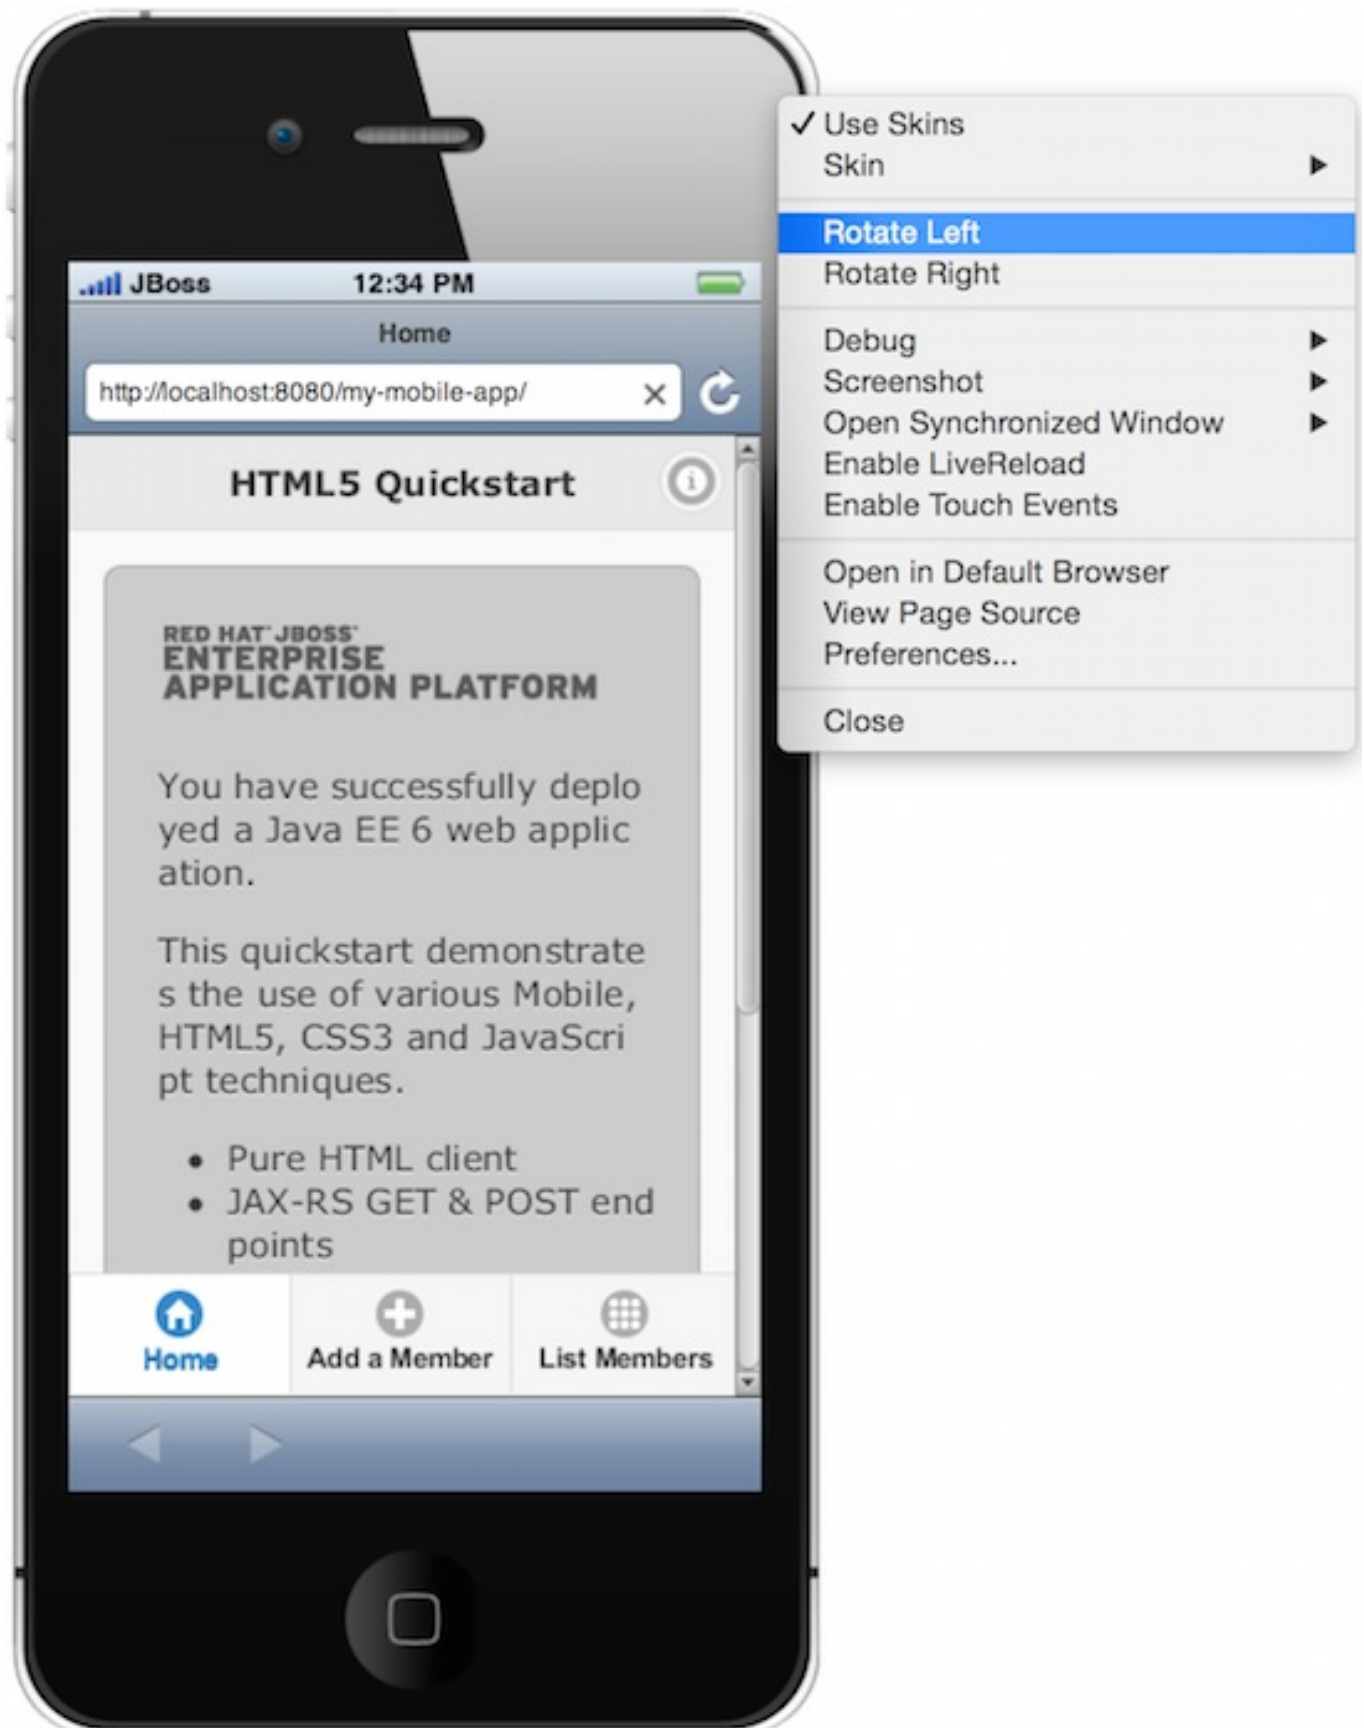 JBoss 12:34 PM
Home
http://localhost:8080/my-mobile-app/
HTML5 Quickstart
RED HAT® JBOSS®
ENTERPRISE
APPLICATION PLATFORM
You have successfully deplo
yed a Java EE 6 web applic
ation.
This quickstart demonstrate
s the use of various Mobile,
HTML5, CSS3 and JavaScri
pt techniques.
• Pure HTML client
• JAX-RS GET & POST end
points
Home Add a Member List Members
✓ Use Skins
Skin
Rotate Left
Rotate Right
Debug
Screenshot
Open Synchronized Window
Enable LiveReload
Enable Touch Events
Open in Default Browser
View Page Source
Preferences...
Close